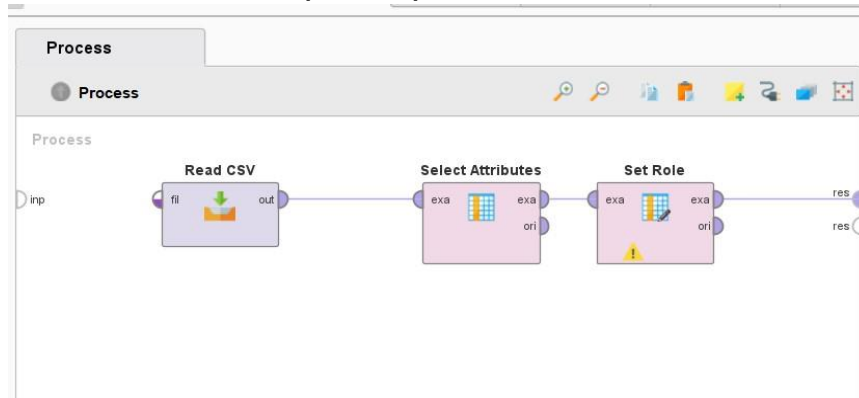 Process
Process
Process
Read CSV
Select Attributes
Set Role
inp
fil
out
exa
exa
exa
exa
res
ori
ori
res